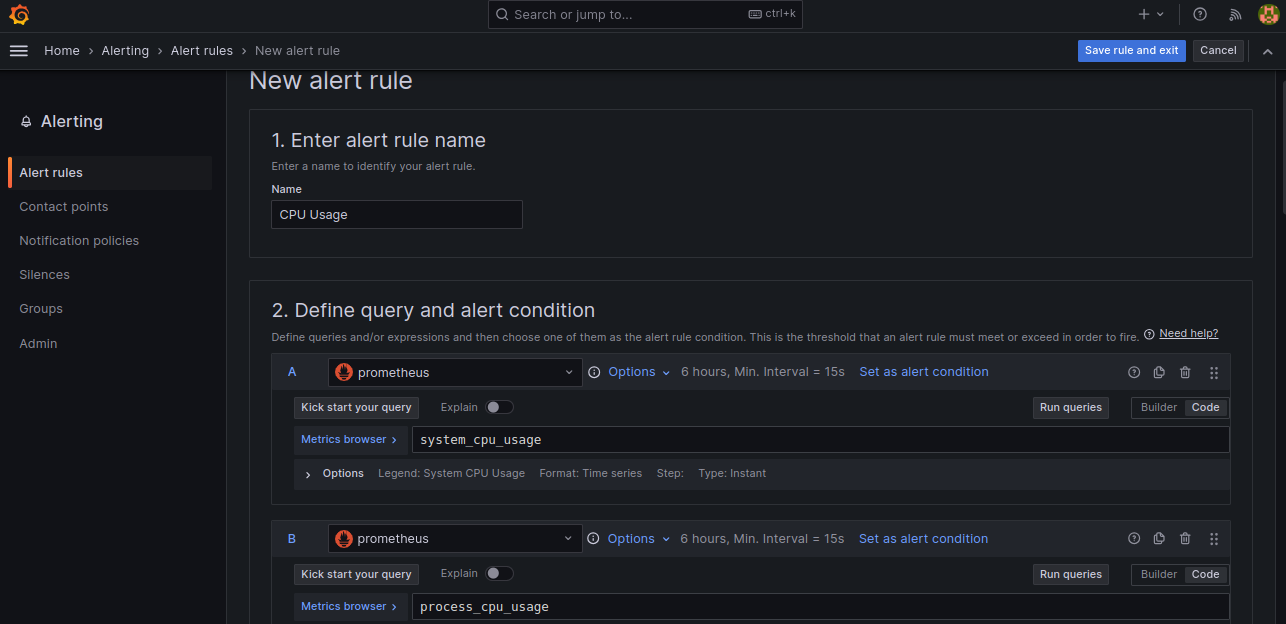 Search or jump to... ctrl+k
Home › Alerting › Alert rules › New alert rule Save rule and exit Cancel
New alert rule
Alerting
Alert rules
Contact points
Notification policies
Silences
Groups
Admin
1. Enter alert rule name
Enter a name to identify your alert rule.
Name
CPU Usage
2. Define query and alert condition
Define queries and/or expressions and then choose one of them as the alert rule condition. This is the threshold that an alert rule must meet or exceed in order to fire. Need help?
A prometheus Options 6 hours, Min. Interval = 15s Set as alert condition
Kick start your query Explain Run queries Builder Code
Metrics browser › system_cpu_usage
› Options Legend: System CPU Usage Format: Time series Step: Type: Instant
B prometheus Options 6 hours, Min. Interval = 15s Set as alert condition
Kick start your query Explain Run queries Builder Code
Metrics browser › process_cpu_usage